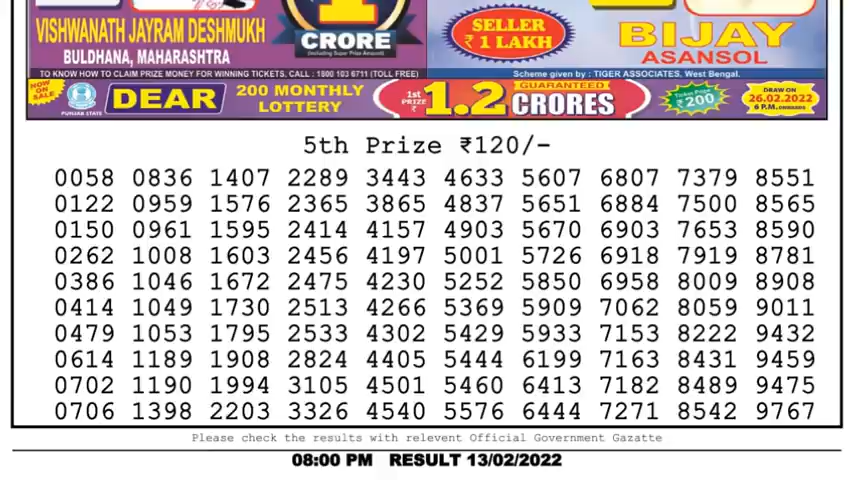 1
CRORE
(Including Super Prize Amount)
VISHWANATH JAYRAM DESHMUKH
BULDHANA, MAHARASHTRA
SELLER
₹ 1 LAKH
BIJAY
ASANSOL
TO KNOW HOW TO CLAIM PRIZE MONEY FOR WINNING TICKETS, CALL : 1800 103 6711 (TOLL FREE)
Scheme given by : TIGER ASSOCIATES, West Bengal.
NOW ON SALE
PUNJAB STATE
DEAR
200 MONTHLY
LOTTERY
1st PRIZE ₹
1.2
GUARANTEED
CRORES
Ticket Price
₹200
DRAW ON
26.02.2022
6 P.M. ONWARDS
5th Prize ₹120/-
0058 0836 1407 2289 3443 4633 5607 6807 7379 8551
0122 0959 1576 2365 3865 4837 5651 6884 7500 8565
0150 0961 1595 2414 4157 4903 5670 6903 7653 8590
0262 1008 1603 2456 4197 5001 5726 6918 7919 8781
0386 1046 1672 2475 4230 5252 5850 6958 8009 8908
0414 1049 1730 2513 4266 5369 5909 7062 8059 9011
0479 1053 1795 2533 4302 5429 5933 7153 8222 9432
0614 1189 1908 2824 4405 5444 6199 7163 8431 9459
0702 1190 1994 3105 4501 5460 6413 7182 8489 9475
0706 1398 2203 3326 4540 5576 6444 7271 8542 9767
Please check the results with relevent Official Government Gazatte
08:00 PM RESULT 13/02/2022